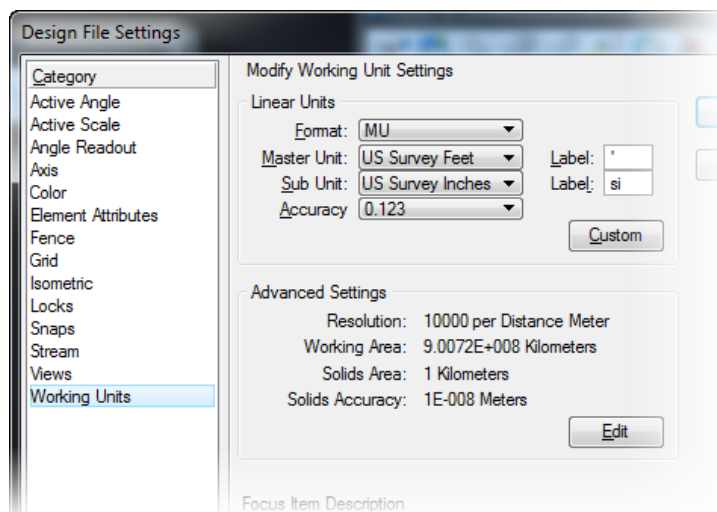 Design File Settings
Category
Active Angle
Active Scale
Angle Readout
Axis
Color
Element Attributes
Fence
Grid
Isometric
Locks
Snaps
Stream
Views
Working Units
Modify Working Unit Settings
Linear Units
Format: MU
Master Unit: US Survey Feet Label: '
Sub Unit: US Survey Inches Label: si
Accuracy 0.123
Custom
Advanced Settings
Resolution: 10000 per Distance Meter
Working Area: 9.0072E+008 Kilometers
Solids Area: 1 Kilometers
Solids Accuracy: 1E-008 Meters
Edit
Focus Item Description